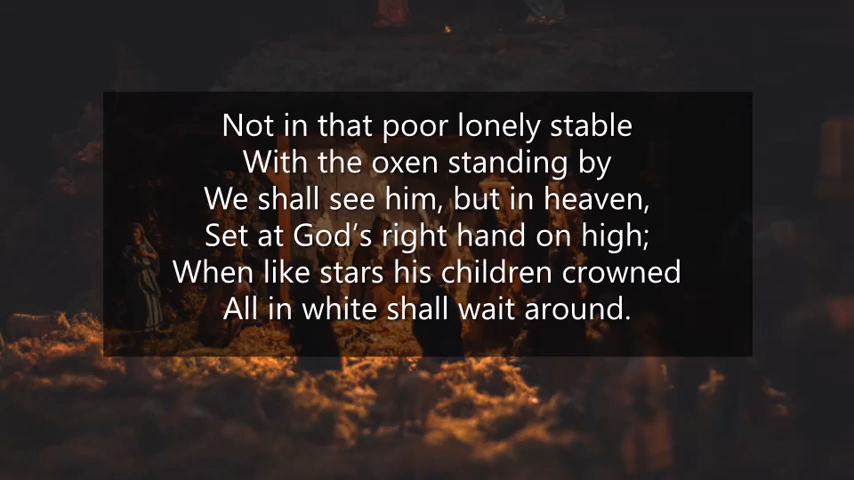 Not in that poor lonely stable
With the oxen standing by
We shall see him, but in heaven,
Set at God’s right hand on high;
When like stars his children crowned
All in white shall wait around.